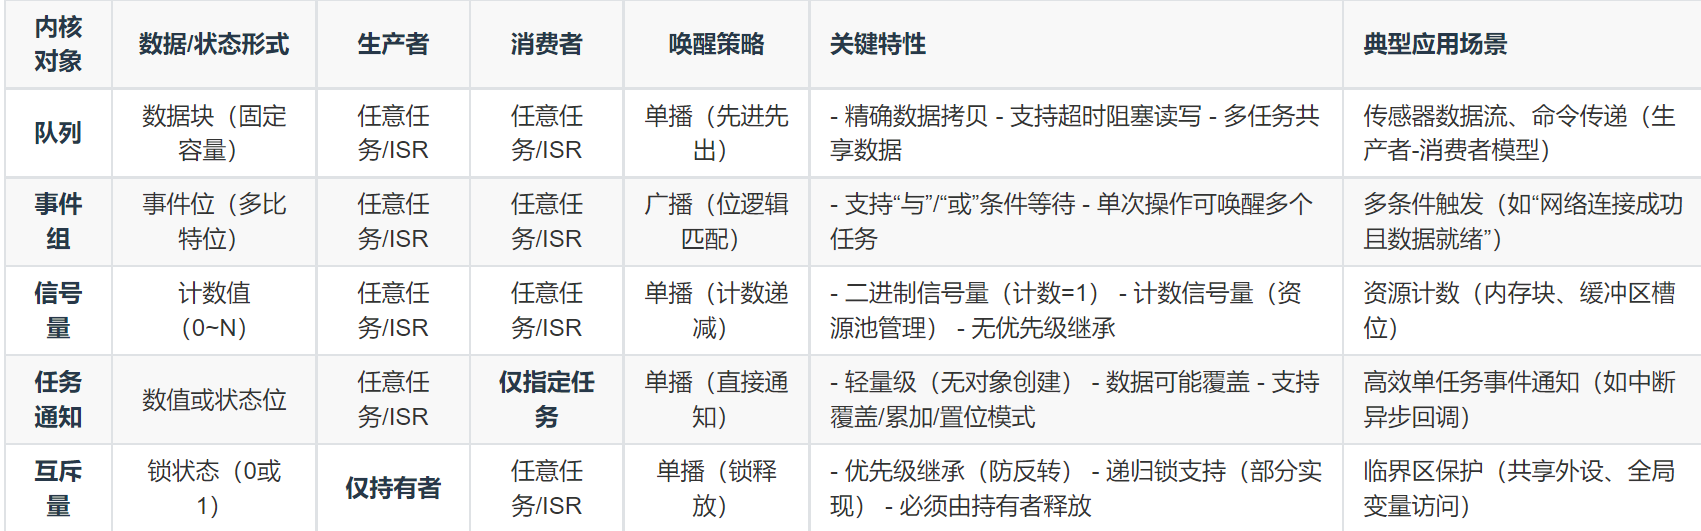 内核
对象
数据/状态形式
生产者
消费者
唤醒策略
关键特性
典型应用场景
队列
数据块（固定
容量）
任意任
务/ISR
任意任
务/ISR
单播（先进先
出）
- 精确数据拷贝 - 支持超时阻塞读写 - 多任务共
享数据
传感器数据流、命令传递（生
产者-消费者模型）
事件
组
事件位（多比
特位）
任意任
务/ISR
任意任
务/ISR
广播（位逻辑
匹配）
- 支持“与”/“或”条件等待 - 单次操作可唤醒多个
任务
多条件触发（如“网络连接成功
且数据就绪”）
信号
量
计数值
（0~N）
任意任
务/ISR
任意任
务/ISR
单播（计数递
减）
- 二进制信号量（计数=1） - 计数信号量（资
源池管理） - 无优先级继承
资源计数（内存块、缓冲区槽
位）
任务
通知
数值或状态位
任意任
务/ISR
仅指定任
务
单播（直接通
知）
- 轻量级（无对象创建） - 数据可能覆盖 - 支持
覆盖/累加/置位模式
高效单任务事件通知（如中断
异步回调）
互斥
量
锁状态（0或
1）
仅持有者
任意任
务/ISR
单播（锁释
放）
- 优先级继承（防反转） - 递归锁支持（部分实
现） - 必须由持有者释放
临界区保护（共享外设、全局
变量访问）